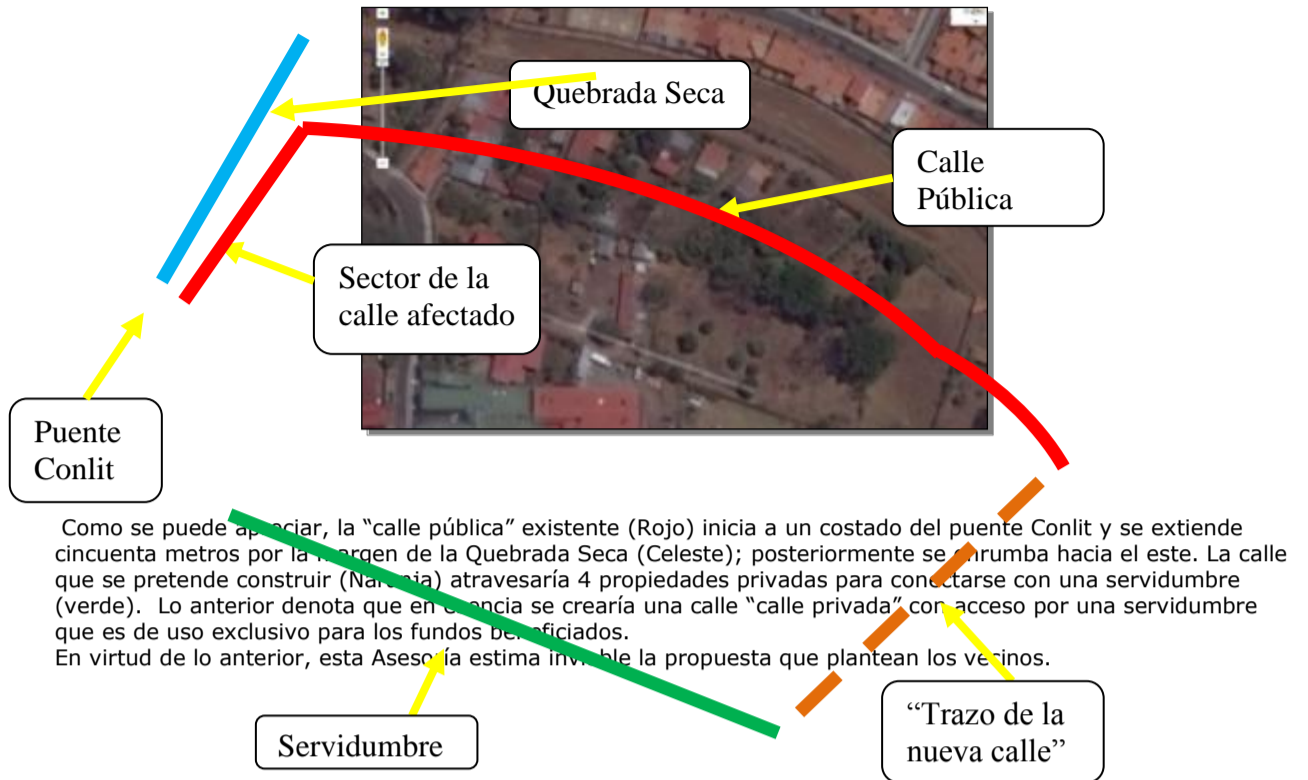 Quebrada Seca
Calle
Pública
Sector de la
calle afectado
Puente
Conlit
Como se puede apreciar, la “calle pública” existente (Rojo) inicia a un costado del puente Conlit y se extiende
cincuenta metros por la margen de la Quebrada Seca (Celeste); posteriormente se enrumba hacia el este. La calle
que se pretende construir (Naranja) atravesaría 4 propiedades privadas para conectarse con una servidumbre
(verde). Lo anterior denota que en esencia se crearía una calle “calle privada” con acceso por una servidumbre
que es de uso exclusivo para los fundos beneficiados.
En virtud de lo anterior, esta Asesoría estima inviable la propuesta que plantean los vecinos.
Servidumbre
“Trazo de la
nueva calle”